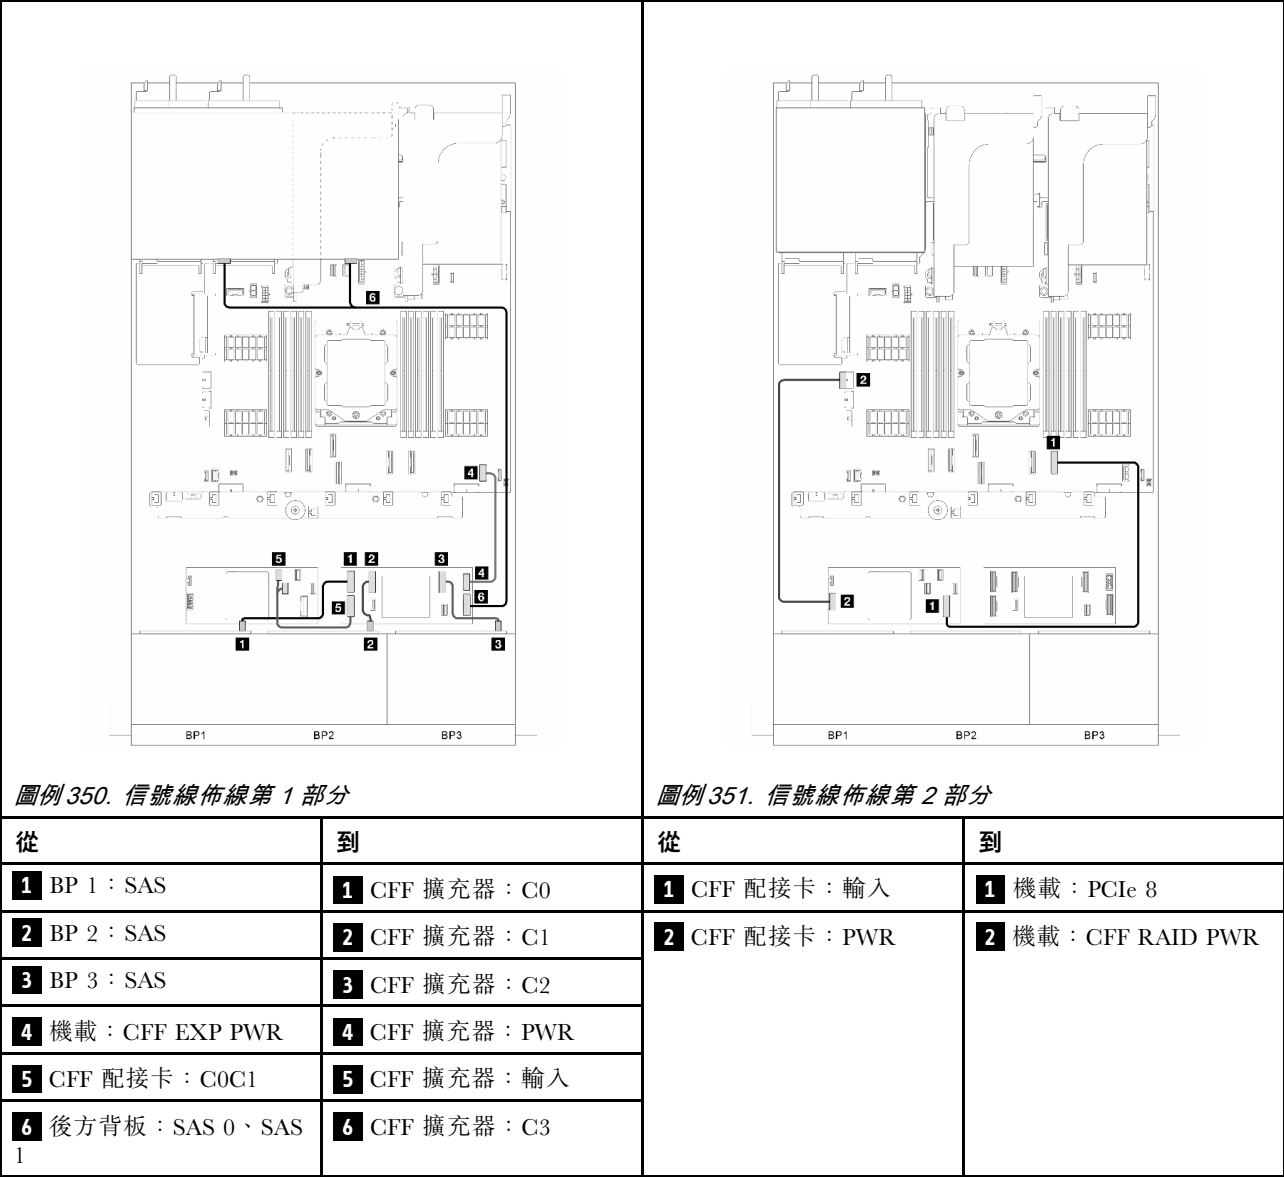 6
4
5
1
2
3
4
5
6
1
2
3
BP1
BP2
BP3
圖例 350. 信號線佈線第 1 部分
2
1
2
1
BP1
BP2
BP3
圖例 351. 信號線佈線第 2 部分
從
到
1 BP 1：SAS
1 CFF 擴充器：C0
2 BP 2：SAS
2 CFF 擴充器：C1
3 BP 3：SAS
3 CFF 擴充器：C2
4 機載：CFF EXP PWR
4 CFF 擴充器：PWR
5 CFF 配接卡：C0C1
5 CFF 擴充器：輸入
6 後方背板：SAS 0、SAS
1
6 CFF 擴充器：C3
從
到
1 CFF 配接卡：輸入
1 機載：PCIe 8
2 CFF 配接卡：PWR
2 機載：CFF RAID PWR